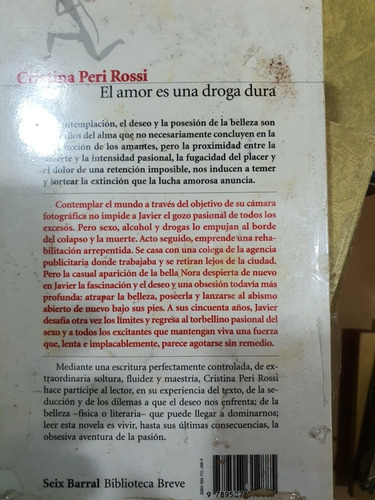 Cristina Peri Rossi
El amor es una droga dura
contemplación, el deseo y la posesión de la belleza son
del alma que no necesariamente concluyen en la
de los amantes, pero la proximidad entre la
y la intensidad pasional, la fugacidad del placer y
el dolor de una retención imposible, nos inducen a temer
y sortear la extinción que la lucha amorosa anuncia.
Contemplar el mundo a través del objetivo de su cámara
fotográfica no impide a Javier el gozo pasional de todos los
excesos. Pero sexo, alcohol y drogas lo empujan al borde
del colapso y la muerte. Acto seguido, emprende una reha-
bilitación arrepentida. Se casa con una colega de la agencia
publicitaria donde trabajaba y se retiran lejos de la ciudad.
Pero la casual aparición de la bella Nora despierta de nuevo
en Javier la fascinación y el deseo y una obsesión todavía más
profunda: atrapar la belleza, poseerla y lanzarse al abismo
abierto de nuevo bajo sus pies. A sus cincuenta años, Javier
desafía otra vez los límites y regresa al torbellino pasional del
sexo y a todos los excitantes que mantengan viva una fuerza
que, lenta e implacablemente, parece agotarse sin remedio.
Mediante una escritura perfectamente controlada, de ex-
traordinaria soltura, fluidez y maestría, Cristina Peri Rossi
hace partícipe al lector, en su experiencia del texto, de la se-
ducción y de los dilemas a que el deseo nos enfrenta; de la
belleza –física o literaria– que puede llegar a dominarnos;
leer esta novela es vivir, hasta sus últimas consecuencias, la
obsesiva aventura de la pasión.
Seix Barral Biblioteca Breve